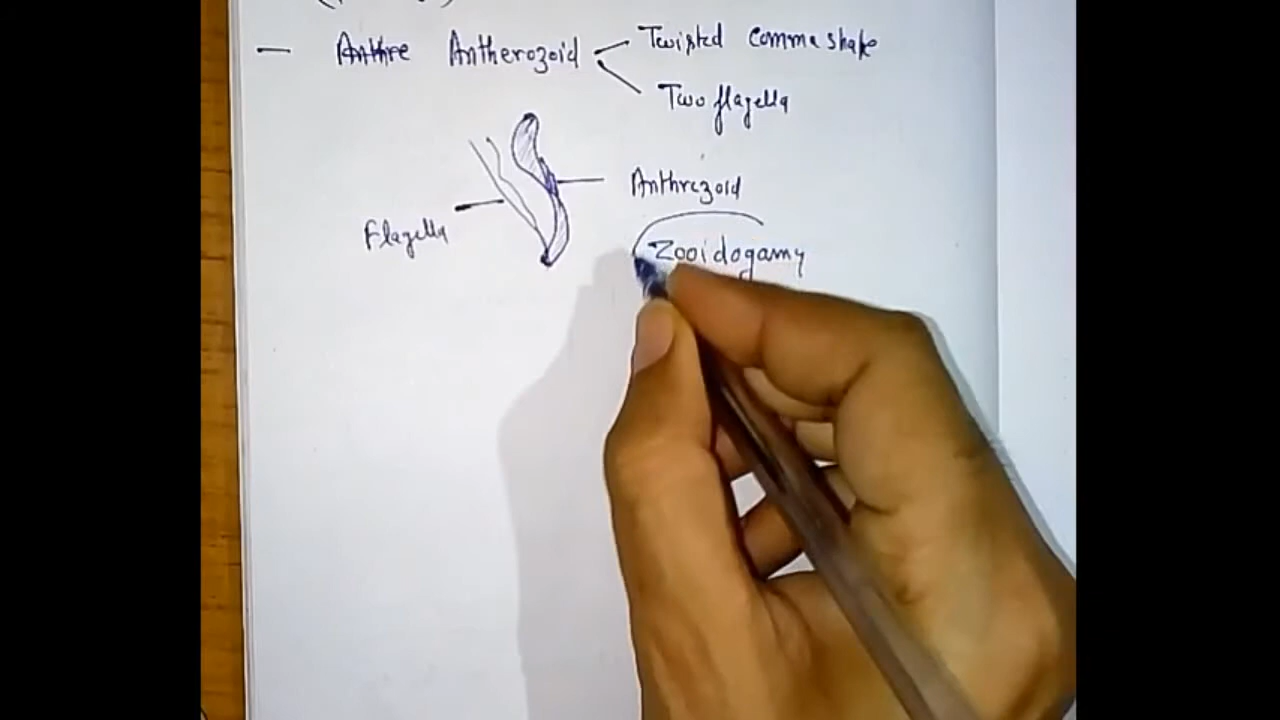 — Anthre Antherozoid Twisted comma shape
Two flagella
Anthrezoid
Flagella
Zooidogamy